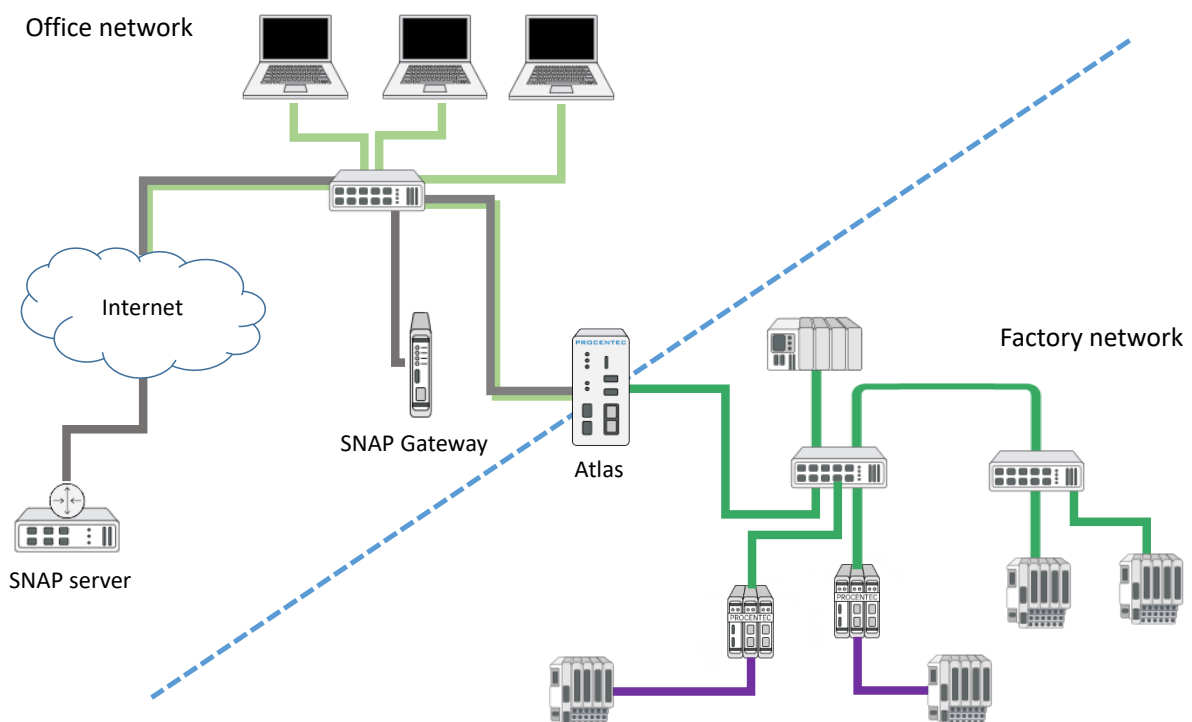 Office network
Internet
PROCENTEC
Factory network
SNAP Gateway
Atlas
SNAP server
PROCENTEC
PROCENTEC